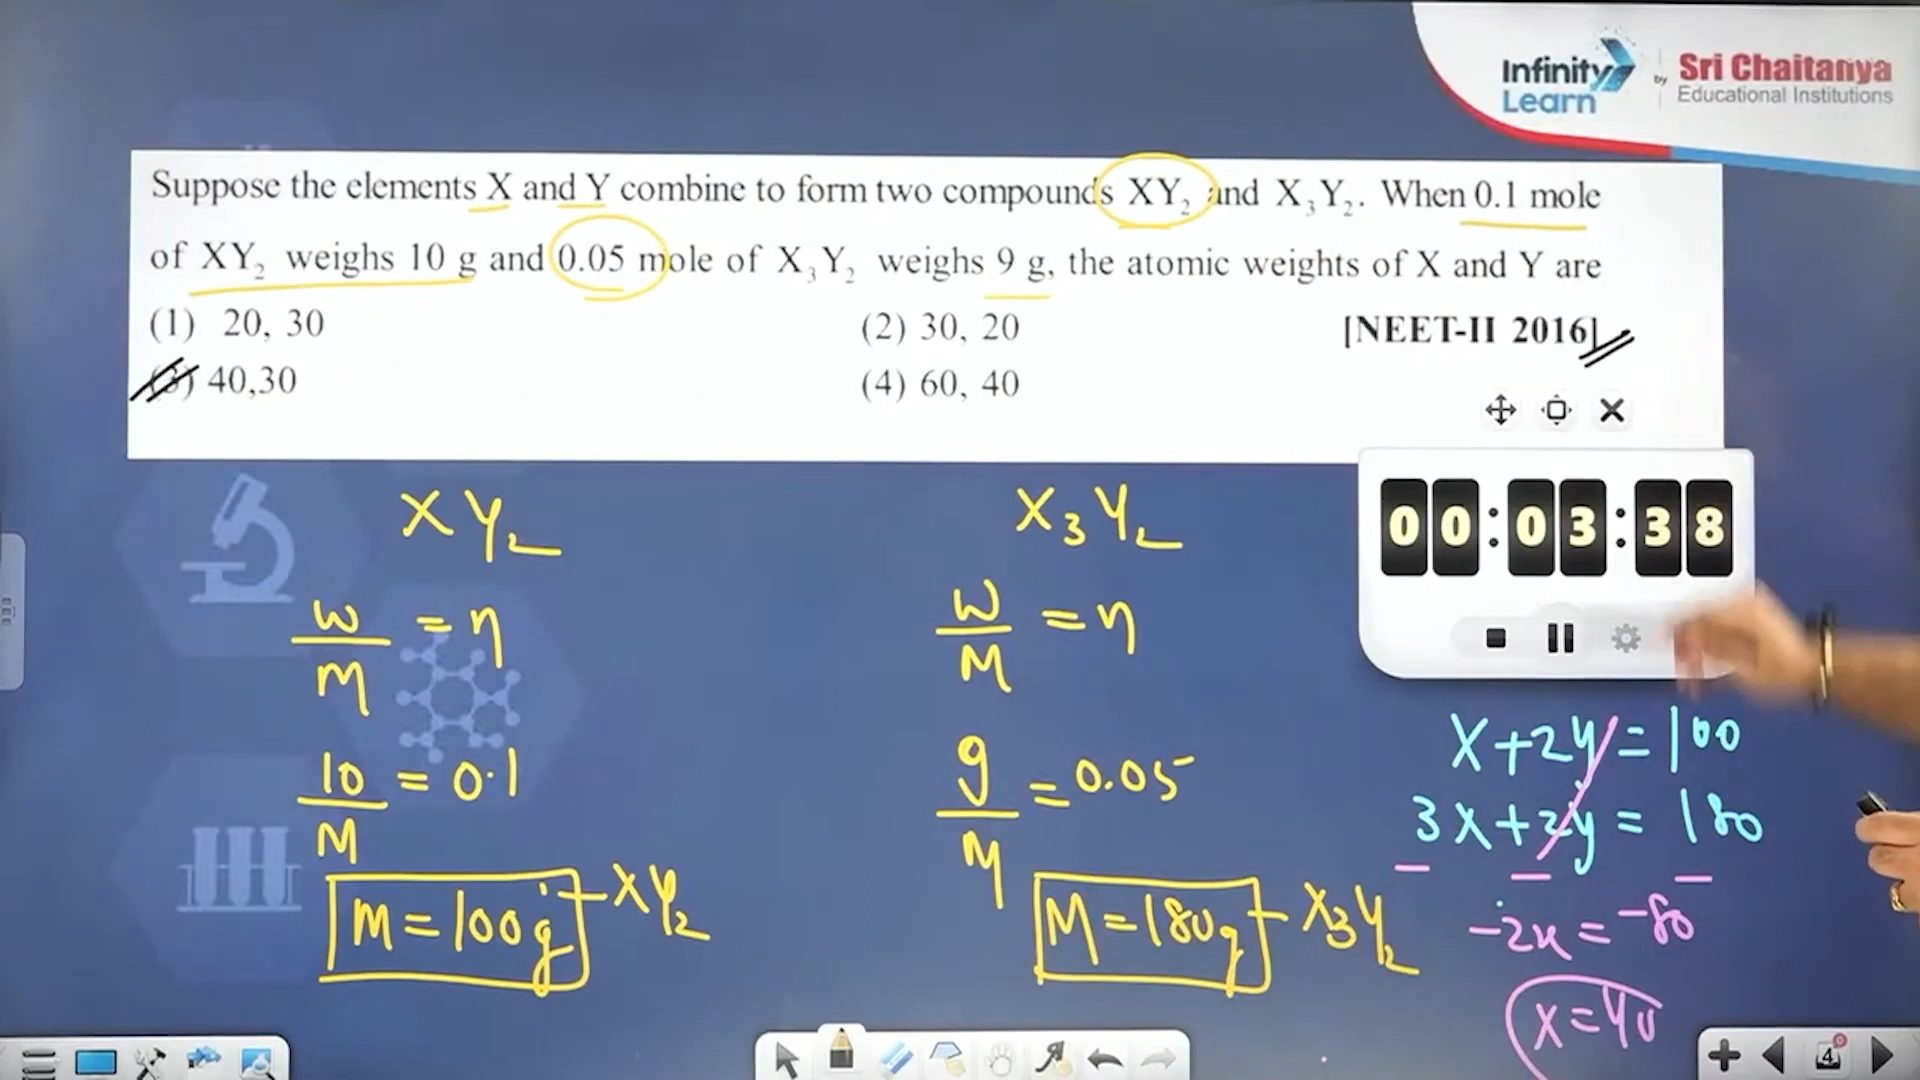 Infinity Learn by Sri Chaitanya Educational Institutions
Suppose the elements X and Y combine to form two compounds XY₂ and X₃Y₂. When 0.1 mole
of XY₂ weighs 10 g and 0.05 mole of X₃Y₂ weighs 9 g, the atomic weights of X and Y are
(1) 20, 30
(2) 30, 20
[NEET-II 2016]
(3) 40,30
(4) 60, 40
00:03:38
XY₂
W/M = η
10/M = 0.1
M = 100g - XY₂
X₃Y₂
W/M = η
9/M = 0.05
M = 180g - X₃Y₂
X + 2y = 100
3X + 2y = 180
-2x = -80
X = 40
4
0